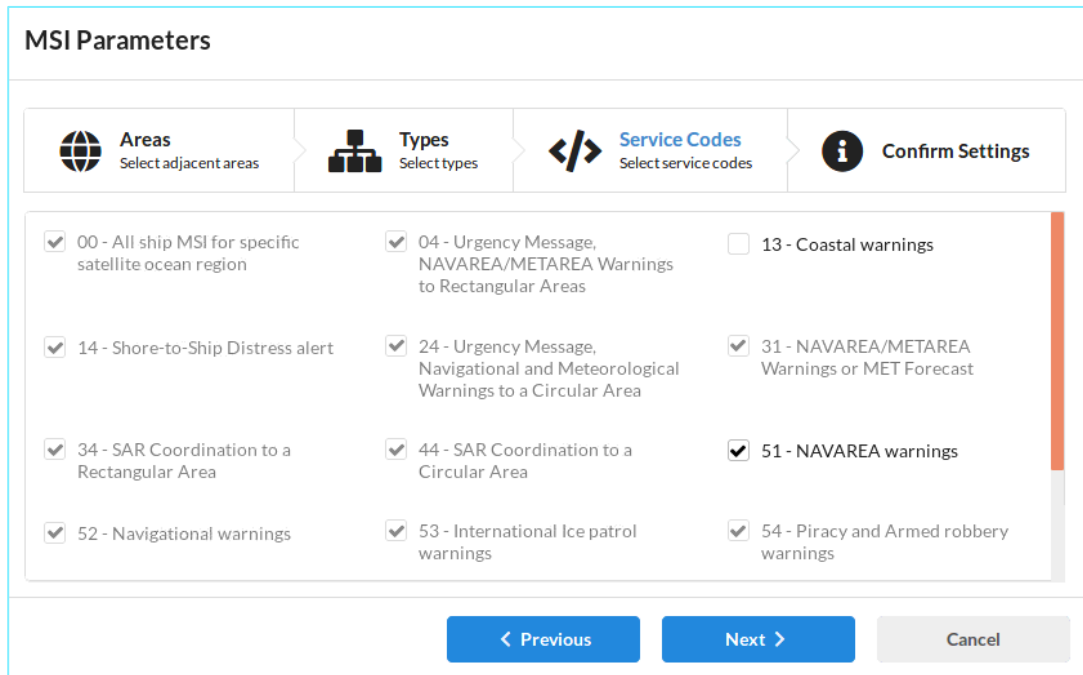 MSI Parameters
Areas
Select adjacent areas
Types
Select types
Service Codes
Select service codes
Confirm Settings
00 - All ship MSI for specific
satellite ocean region
04 - Urgency Message,
NAVAREA/METAREA Warnings
to Rectangular Areas
13 - Coastal warnings
14 - Shore-to-Ship Distress alert
24 - Urgency Message,
Navigational and Meteorological
Warnings to a Circular Area
31 - NAVAREA/METAREA
Warnings or MET Forecast
34 - SAR Coordination to a
Rectangular Area
44 - SAR Coordination to a
Circular Area
51 - NAVAREA warnings
52 - Navigational warnings
53 - International Ice patrol
warnings
54 - Piracy and Armed robbery
warnings
Previous
Next
Cancel